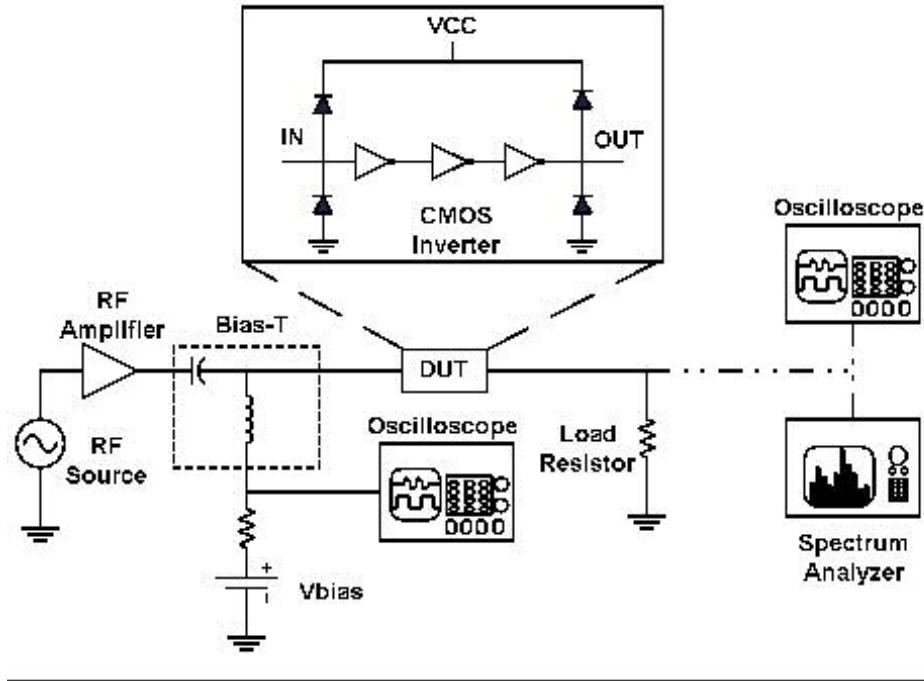 VCC
IN
OUT
CMOS
Inverter
Oscilloscope
RF
Amplifier
Bias-T
DUT
RF
Source
Oscilloscope
Load
Resistor
+
Vbias
Spectrum
Analyzer